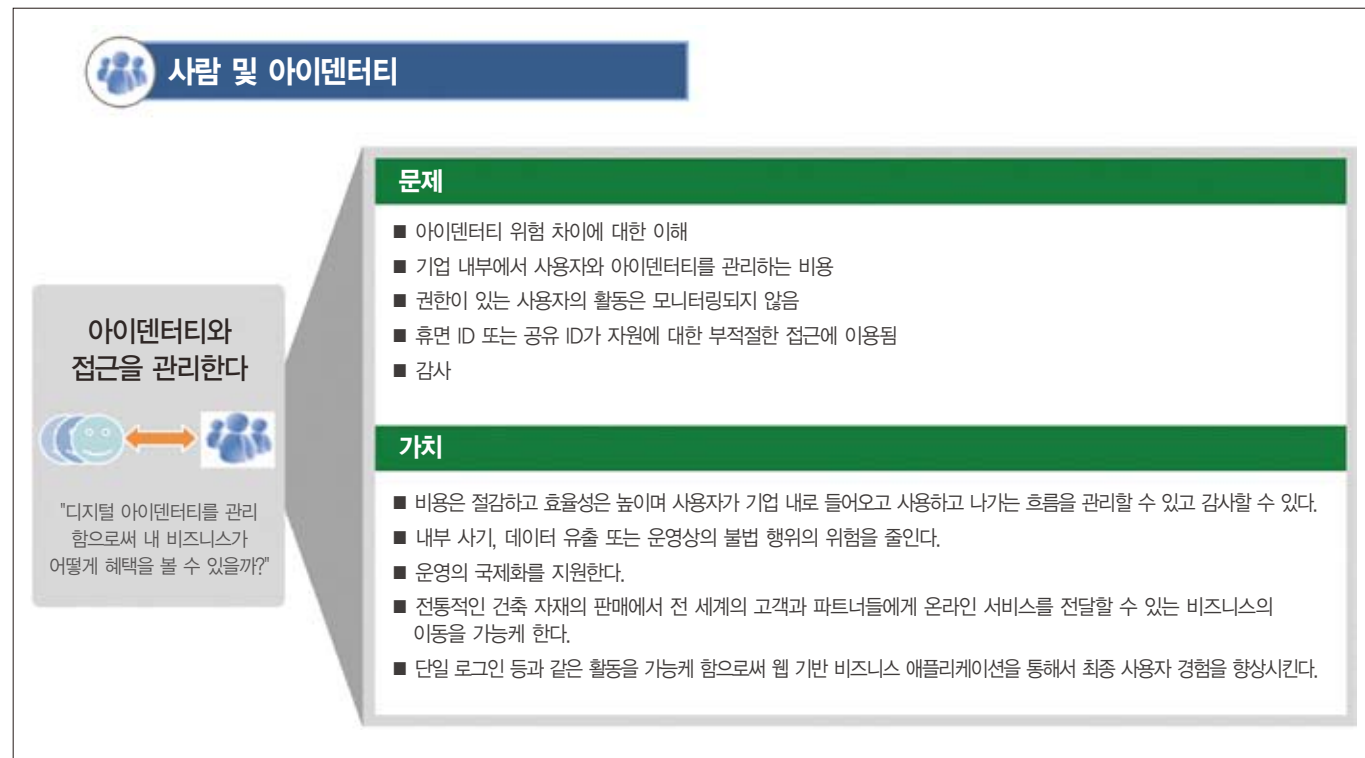 사람 및 아이덴터티
아이덴터티와
접근을 관리한다
"디지털 아이덴터티를 관리
함으로써 내 비즈니스가
어떻게 혜택을 볼 수 있을까?"
문제
■ 아이덴터티 위험 차이에 대한 이해
■ 기업 내부에서 사용자와 아이덴터티를 관리하는 비용
■ 권한이 있는 사용자의 활동은 모니터링되지 않음
■ 휴면 ID 또는 공유 ID가 자원에 대한 부적절한 접근에 이용됨
■ 감사
가치
■ 비용은 절감하고 효율성은 높이며 사용자가 기업 내로 들어오고 사용하고 나가는 흐름을 관리할 수 있고 감사할 수 있다.
■ 내부 사기, 데이터 유출 또는 운영상의 불법 행위의 위험을 줄인다.
■ 운영의 국제화를 지원한다.
■ 전통적인 건축 자재의 판매에서 전 세계의 고객과 파트너들에게 온라인 서비스를 전달할 수 있는 비즈니스의
이동을 가능케 한다.
■ 단일 로그인 등과 같은 활동을 가능케 함으로써 웹 기반 비즈니스 애플리케이션을 통해서 최종 사용자 경험을 향상시킨다.